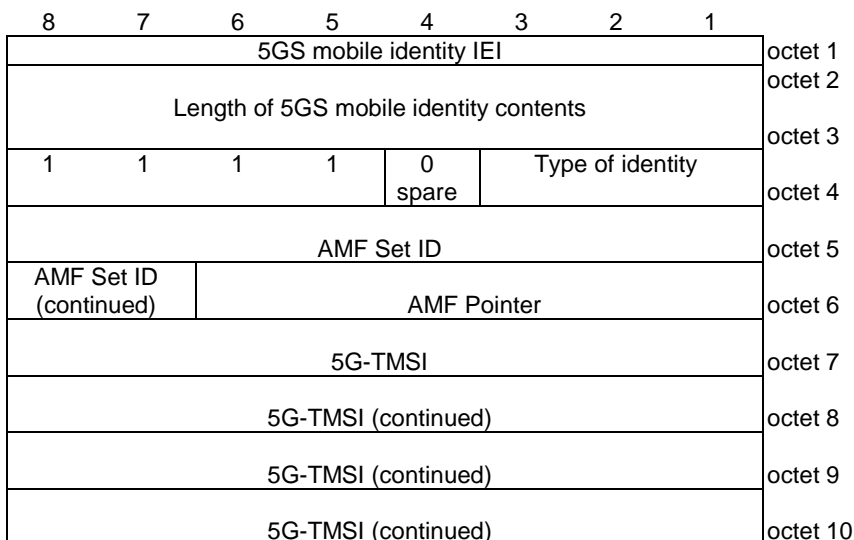 8 7 6 5 4 3 2 1
5GS mobile identity IEI octet 1
octet 2
Length of 5GS mobile identity contents
octet 3
1 1 1 1 0 Type of identity
spare octet 4
AMF Set ID octet 5
AMF Set ID
(continued) AMF Pointer octet 6
5G-TMSI octet 7
5G-TMSI (continued) octet 8
5G-TMSI (continued) octet 9
5G-TMSI (continued) octet 10